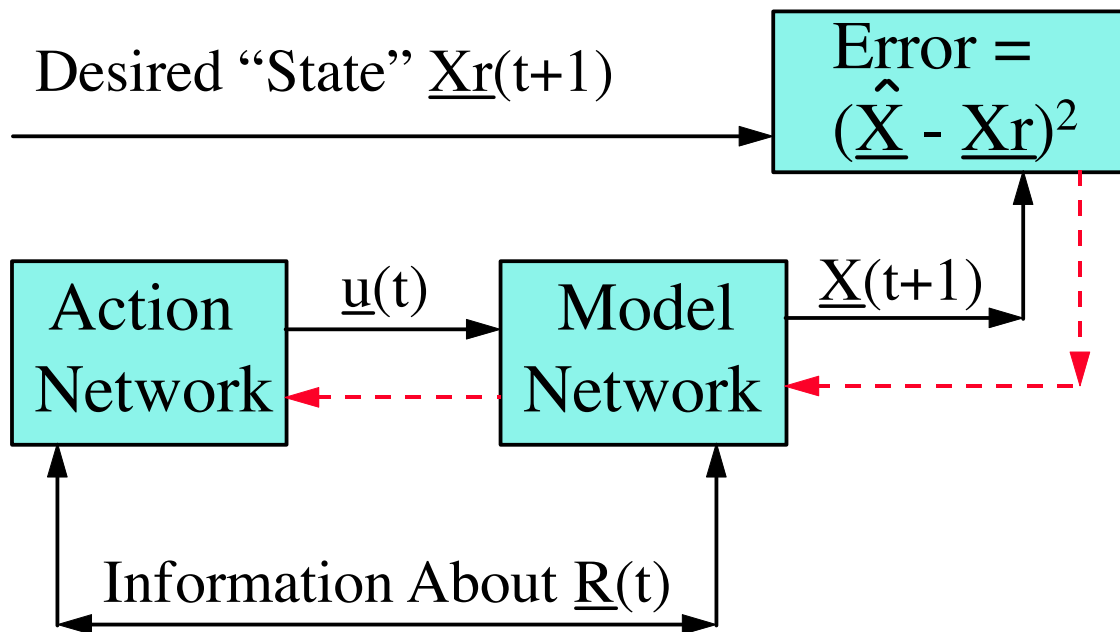 Desired “State” Xr(t+1)
Error =
(X̂ - Xr)²
Action
Network
u(t)
Model
Network
X(t+1)
Information About R(t)